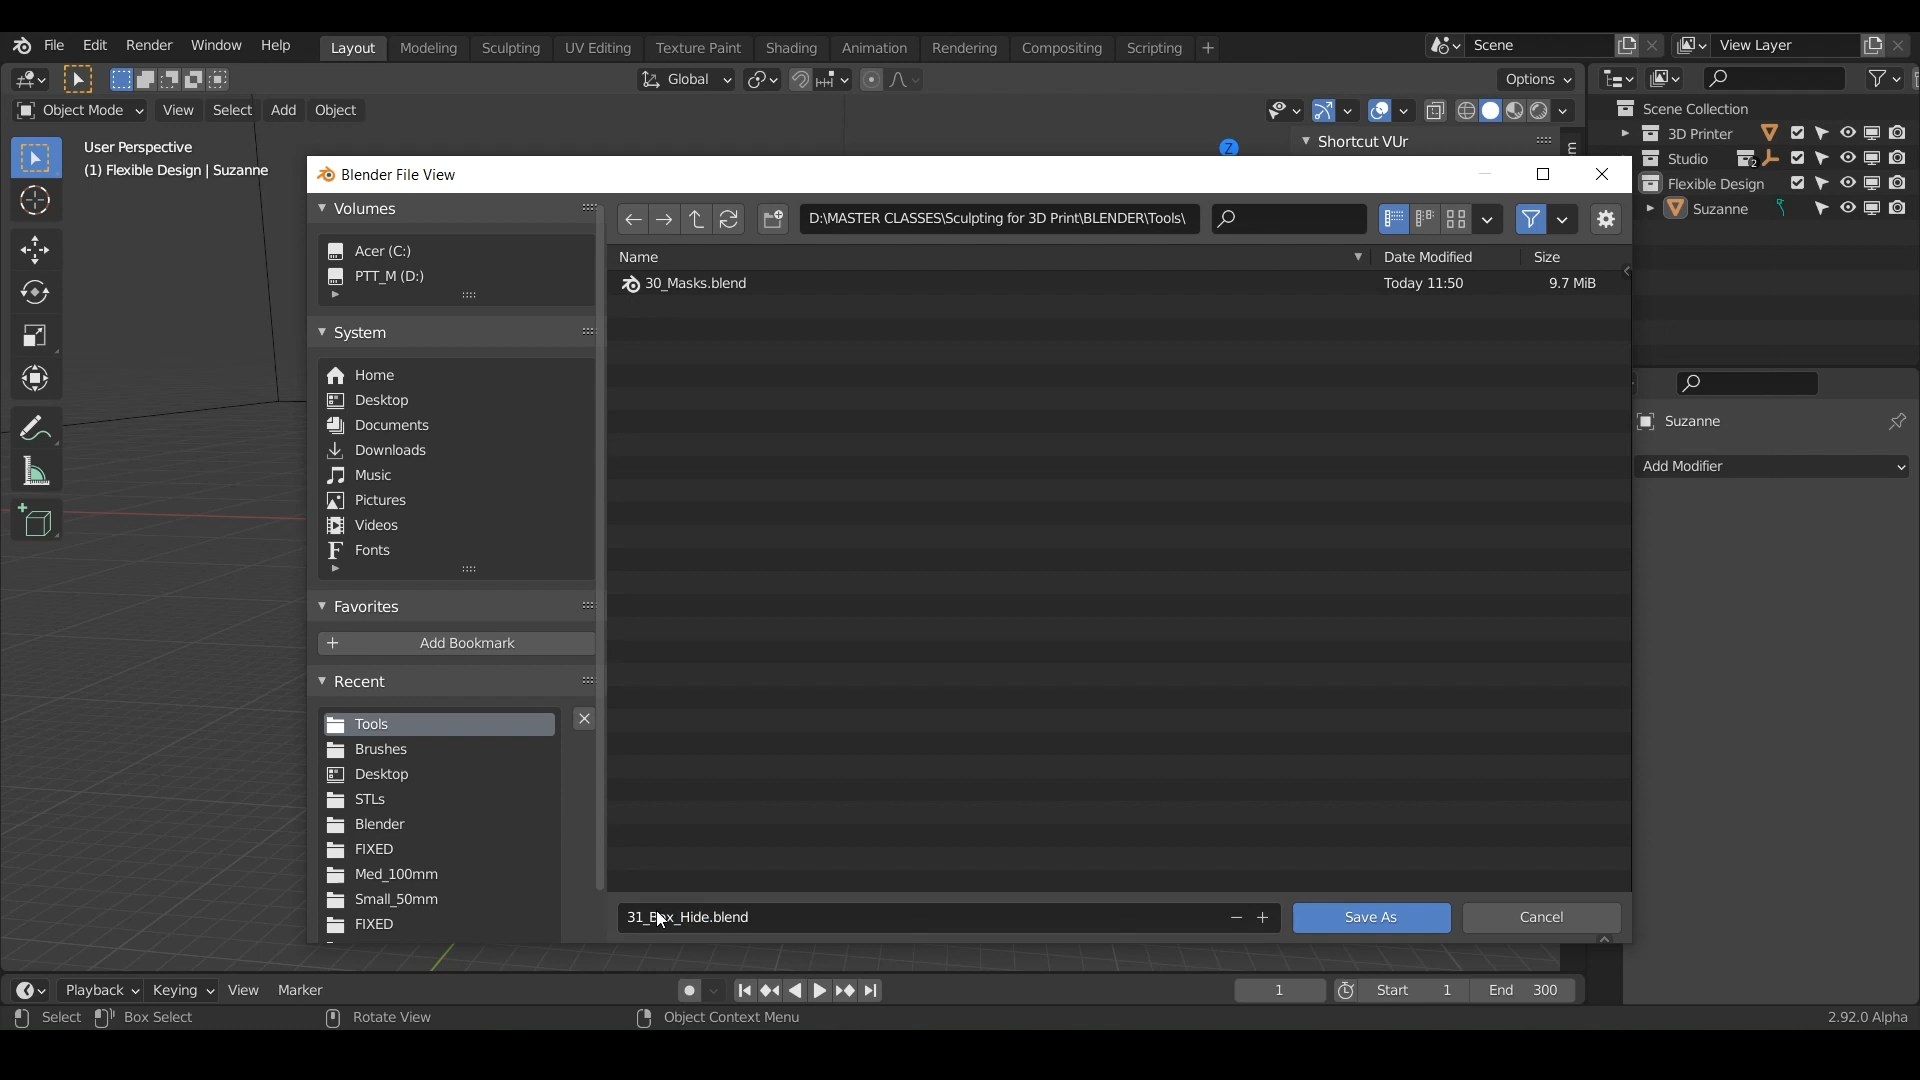 File Edit Render Window Help Layout Modeling Sculpting UV Editing Texture Paint Shading Animation Rendering Compositing Scripting + Scene View Layer
Global Options
Object Mode View Select Add Object
User Perspective
(1) Flexible Design | Suzanne
Z
Shortcut VUr
Scene Collection
3D Printer
Studio 2
Flexible Design
Suzanne
Suzanne
Add Modifier
Blender File View
Volumes
Acer (C:)
PTT_M (D:)
System
Home
Desktop
Documents
Downloads
Music
Pictures
Videos
Fonts
Favorites
Add Bookmark
Recent
Tools
Brushes
Desktop
STLs
Blender
FIXED
Med_100mm
Small_50mm
FIXED
D:\MASTER CLASSES\Sculpting for 3D Print\BLENDER\Tools\
Name Date Modified Size
30_Masks.blend Today 11:50 9.7 MiB
31_Box_Hide.blend Save As Cancel
Playback Keying View Marker 1 Start 1 End 300
Select Box Select Rotate View Object Context Menu 2.92.0 Alpha